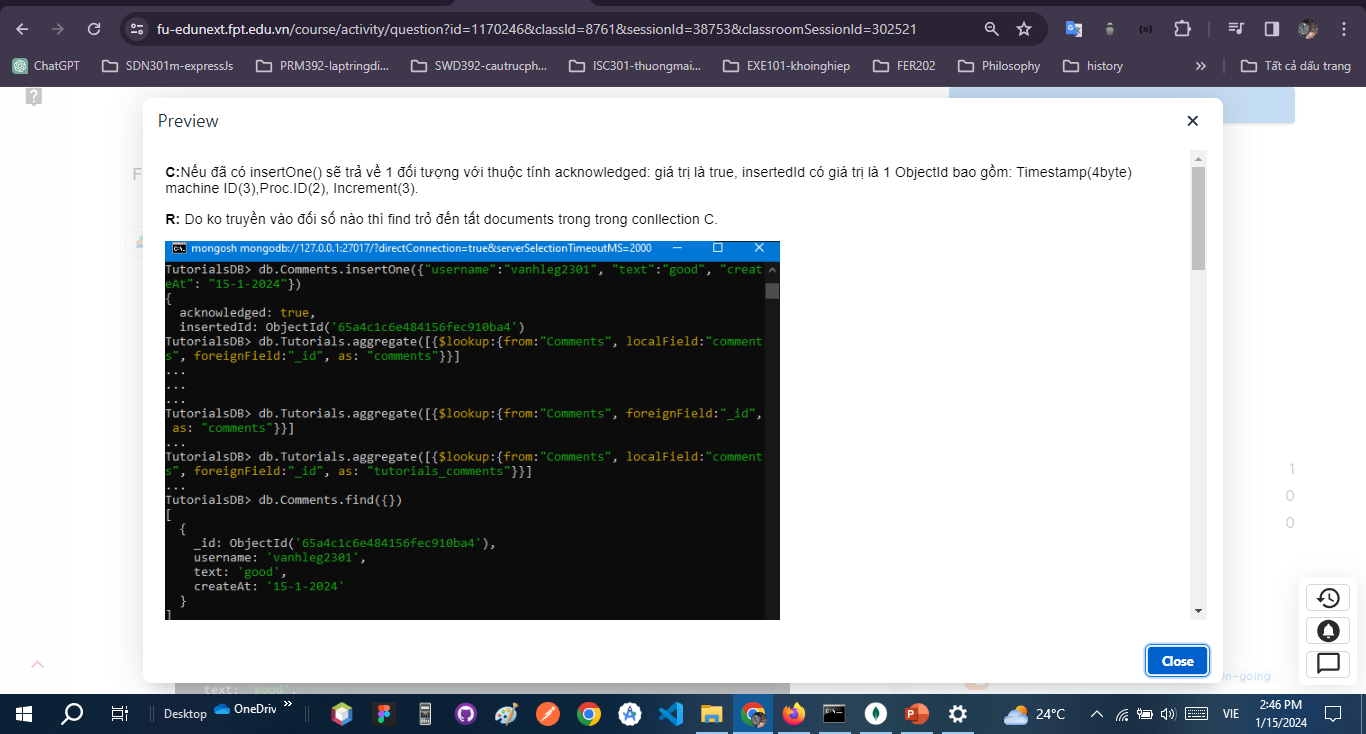 fu-edunext.fpt.edu.vn/course/activity/question?id=1170246&classId=8761&sessionId=38753&classroomSessionId=302521
ChatGPT SDN301m-expressJs PRM392-laptringdi... SWD392-cautrucph... ISC301-thuongmai... EXE101-khoinghiep FER202 Philosophy history » Tất cả dấu trang
Preview
C:Nếu đã có insertOne() sẽ trả về 1 đối tượng với thuộc tính acknowledged: giá trị là true, insertedId có giá trị là 1 ObjectId bao gồm: Timestamp(4byte)
machine ID(3),Proc.ID(2), Increment(3).
F
R: Do ko truyền vào đối số nào thì find trỏ đến tất documents trong trong conllection C.
mongosh mongodb://127.0.0.1:27017/?directConnection=true&serverSelectionTimeoutMS=2000
TutorialsDB> db.Comments.insertOne({"username":"vanhleg2301", "text":"good", "creat
eAt": "15-1-2024"})
{
acknowledged: true,
insertedId: ObjectId('65a4c1c6e484156fec910ba4')
TutorialsDB> db.Tutorials.aggregate([{$lookup:{from:"Comments", localField:"comment
s", foreignField:"_id", as: "comments"}}]
...
...
...
TutorialsDB> db.Tutorials.aggregate([{$lookup:{from:"Comments", foreignField:"_id",
as: "comments"}}]
...
TutorialsDB> db.Tutorials.aggregate([{$lookup:{from:"Comments", localField:"comment
s", foreignField:"_id", as: "tutorials_comments"}}]
...
TutorialsDB> db.Comments.find({})
[
{
_id: ObjectId('65a4c1c6e484156fec910ba4'),
username: 'vanhleg2301',
text: 'good',
createAt: '15-1-2024'
}
]
1
0
0
Close
On-going
text: 'good',
Desktop OneDriv » 24°C VIE 2:46 PM
1/15/2024